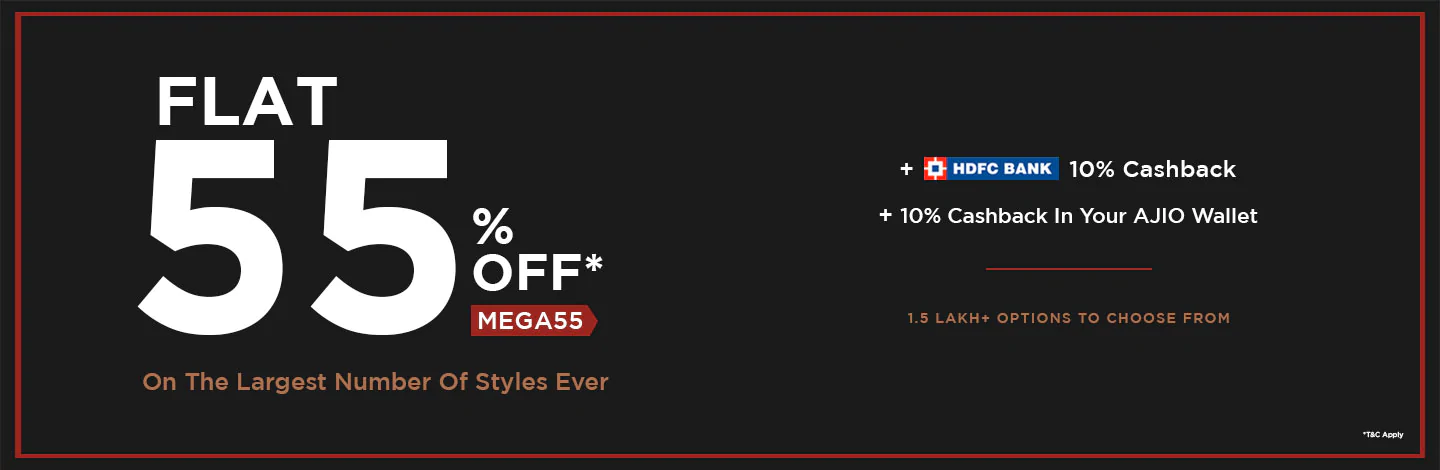 FLAT
55
%
OFF*
MEGA55
On The Largest Number Of Styles Ever
+ HDFC BANK 10% Cashback
+ 10% Cashback In Your AJIO Wallet
1.5 LAKH+ OPTIONS TO CHOOSE FROM
*T&C Apply